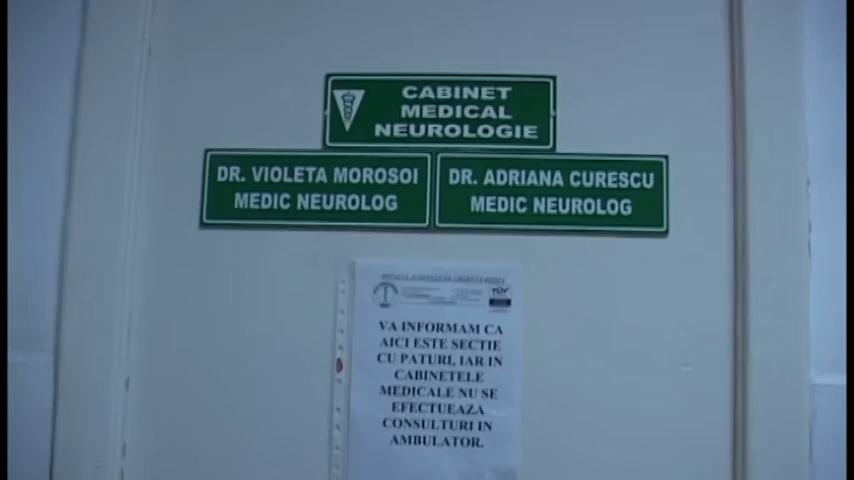 CABINET
MEDICAL
NEUROLOGIE
DR. VIOLETA MOROSOI
MEDIC NEUROLOG
DR. ADRIANA CURESCU
MEDIC NEUROLOG
TÜV
VA INFORMAM CA
AICI ESTE SECTIE
CU PATURI, IAR IN
CABINETELE
MEDICALE NU SE
EFECTUEAZA
CONSULTURI IN
AMBULATOR.